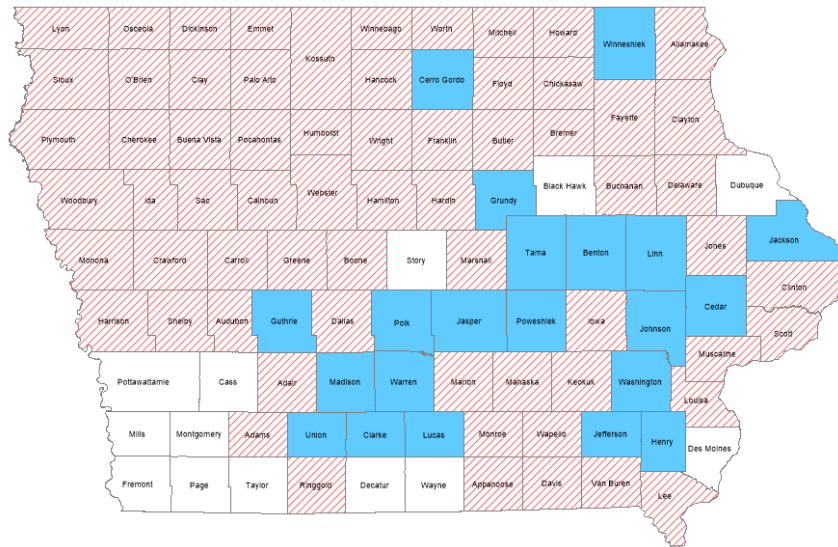 Lyon Osceola Dickinson Emmet Kossuth Winnebago Worth Mitchell Howard Winneshiek Allamakee
Sioux O'Brien Clay Palo Alto Hancock Cerro Gordo Floyd Chickasaw
Plymouth Cherokee Buena Vista Pocahontas Humboldt Wright Franklin Butler Bremer Fayette Clayton
Woodbury Ida Sac Calhoun Webster Hamilton Hardin Grundy Black Hawk Buchanan Delaware Dubuque
Monona Crawford Carroll Greene Boone Story Marshall Tama Benton Linn Jones Jackson
Harrison Shelby Audubon Guthrie Dallas Polk Jasper Poweshiek Iowa Johnson Cedar Clinton
Scott
Muscatine
Pottawattamie Cass Adair Madison Warren Marion Mahaska Keokuk Washington Louisa
Mills Montgomery Adams Union Clarke Lucas Monroe Wapello Jefferson Henry Des Moines
Fremont Page Taylor Ringgold Decatur Wayne Appanoose Davis Van Buren Lee